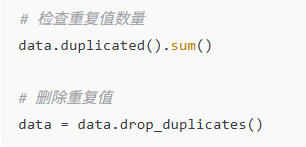 # 检查重复值数量
data.duplicated().sum()
# 删除重复值
data = data.drop_duplicates()